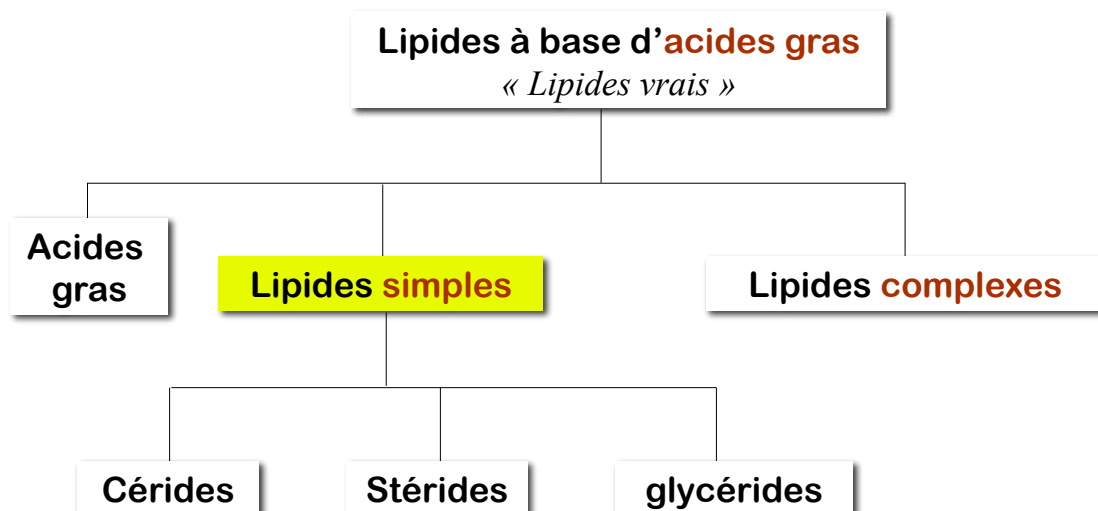 Lipides à base d’acides gras
« Lipides vrais »
Acides
gras
Lipides simples
Lipides complexes
Cérides
Stérides
glycérides